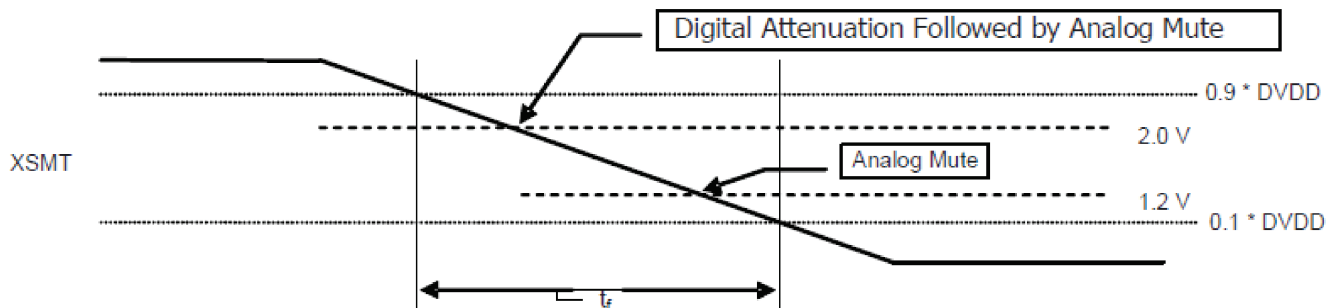 Digital Attenuation Followed by Analog Mute
0.9 * DVDD
2.0 V
XSMT
Analog Mute
1.2 V
0.1 * DVDD
tf